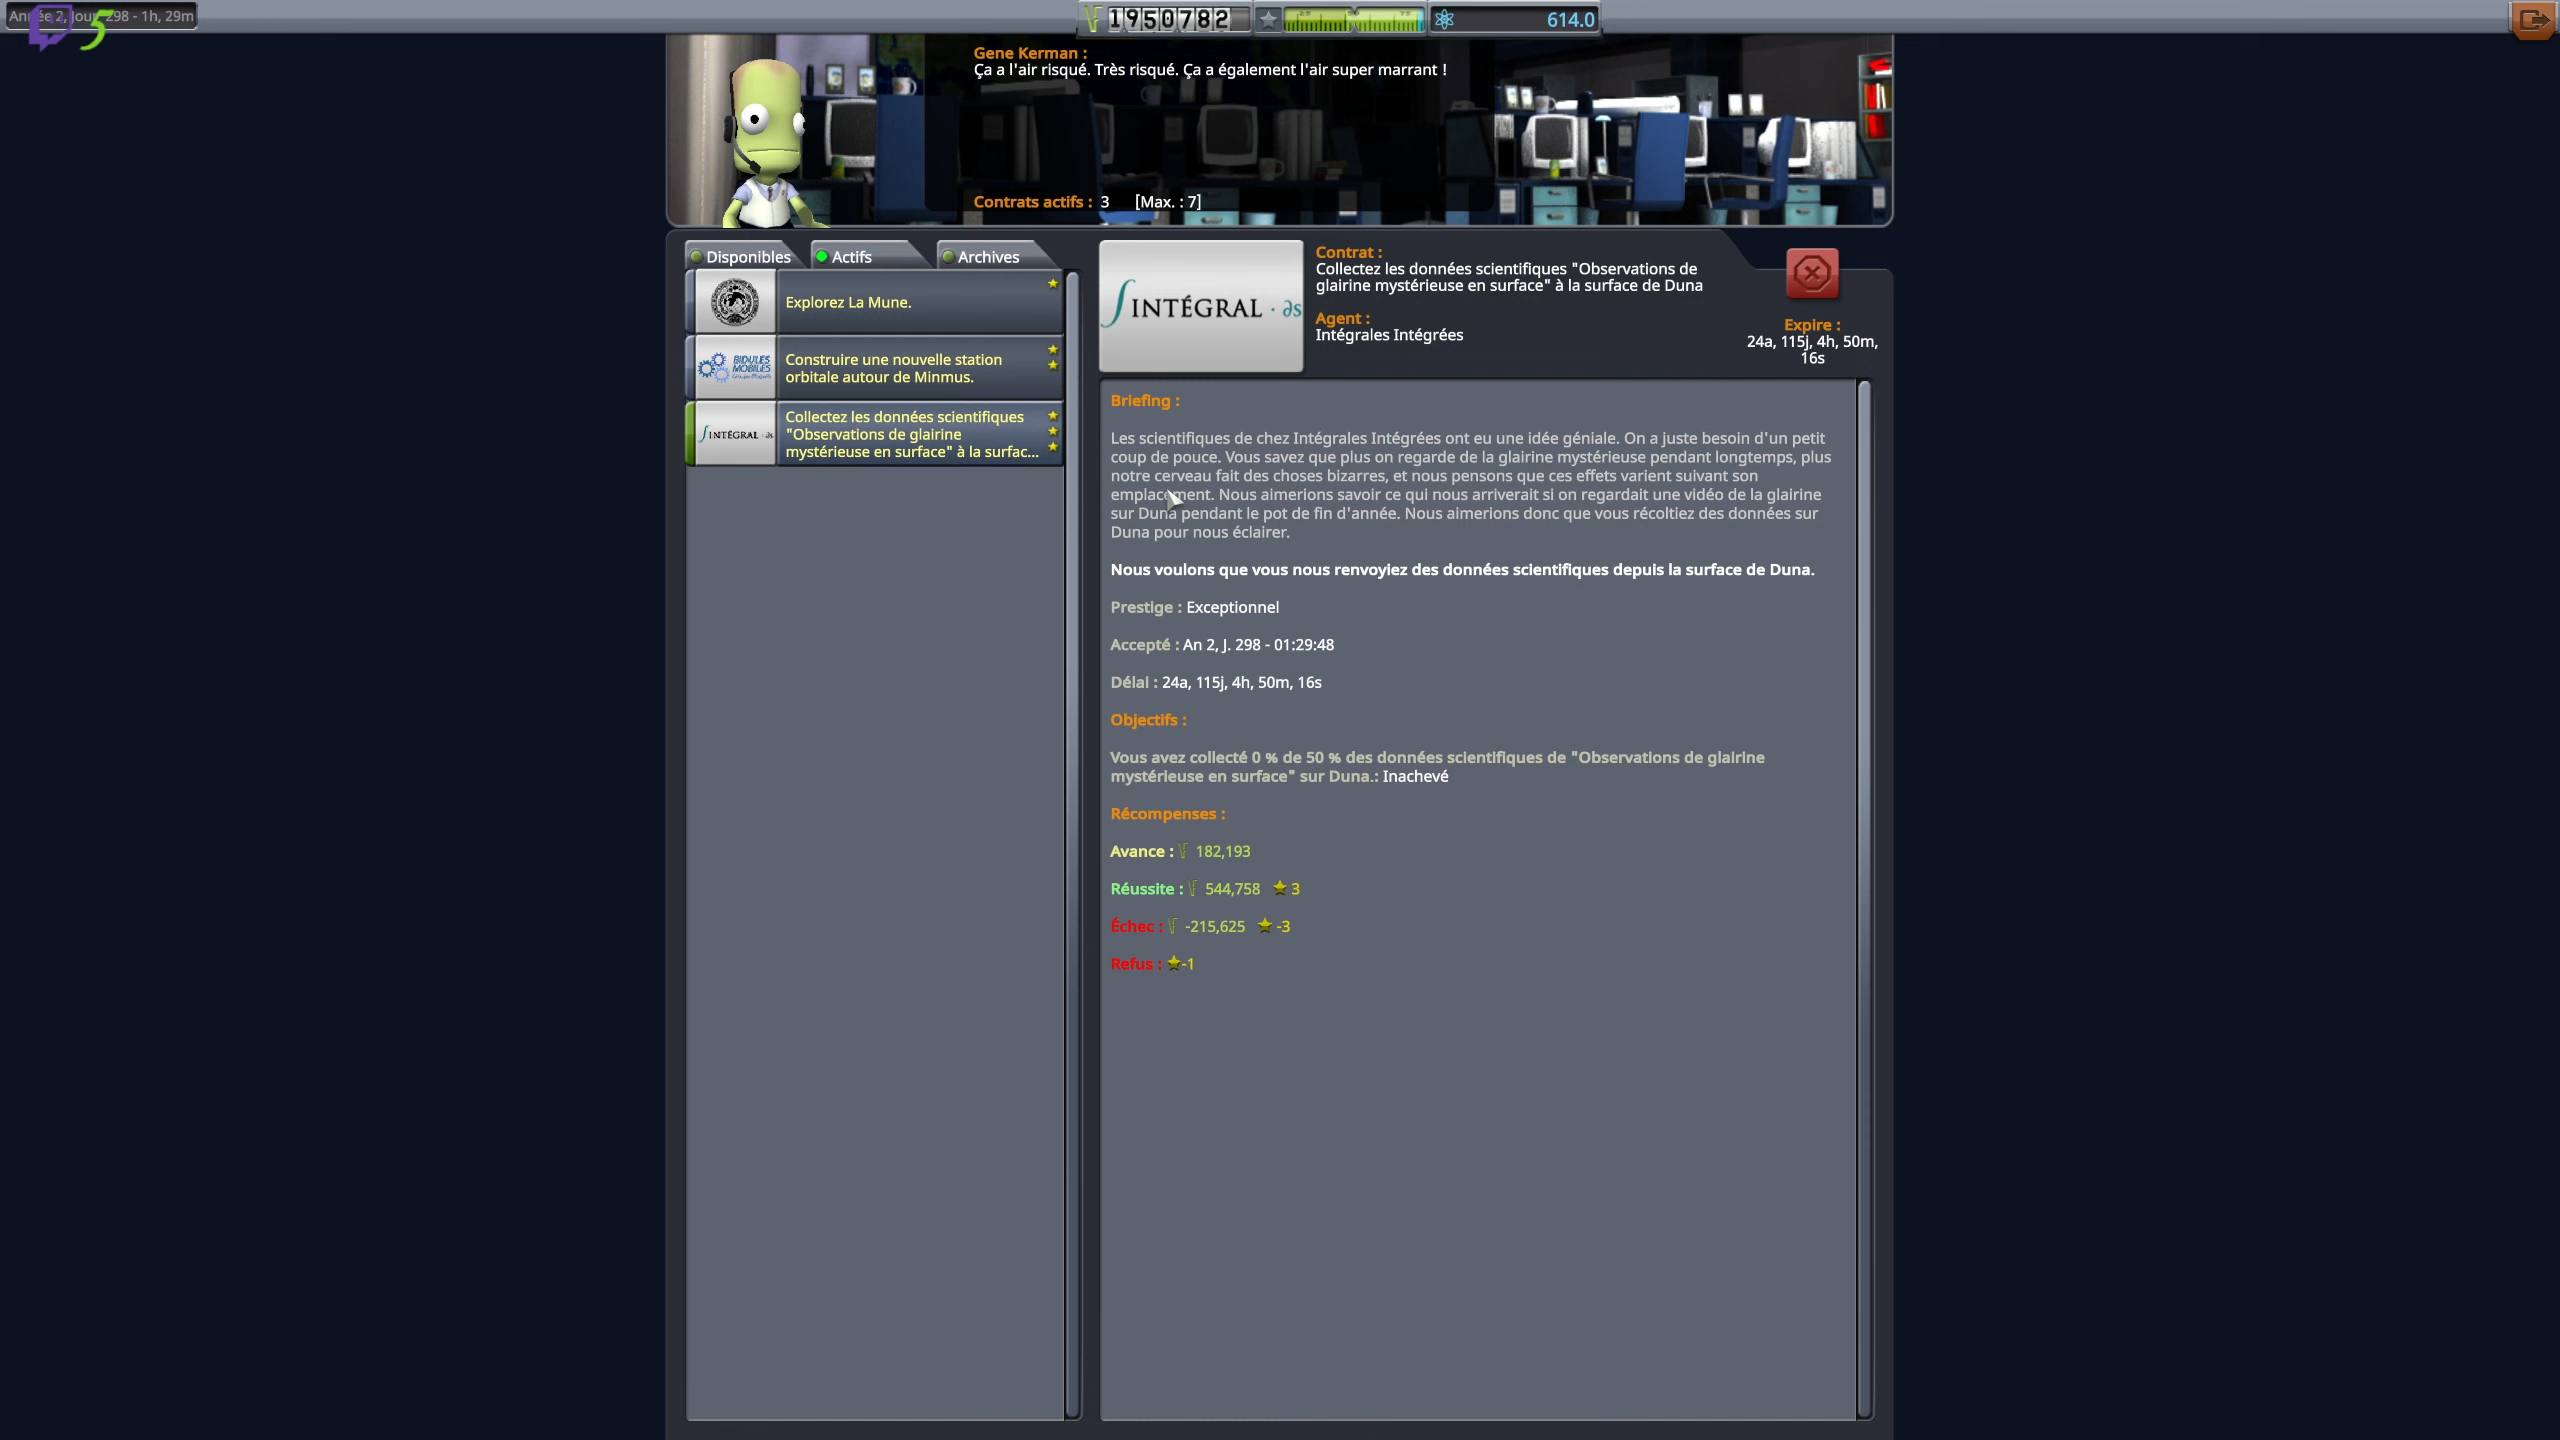 Année 2, Jour 298 - 1h, 29m
1950782
614.0
Gene Kerman :
Ça a l'air risqué. Très risqué. Ça a également l'air super marrant !
Contrats actifs : 3 [Max. : 7]
Disponibles
Actifs
Archives
Explorez La Mune.
BIDULES
MOBILES
Construire une nouvelle station
orbitale autour de Minmus.
∫INTÉGRAL · ∂s
Collectez les données scientifiques
"Observations de glairine
mystérieuse en surface" à la surfac...
∫INTÉGRAL · ∂s
Contrat :
Collectez les données scientifiques "Observations de
glairine mystérieuse en surface" à la surface de Duna
Agent :
Intégrales Intégrées
Expire :
24a, 115j, 4h, 50m,
16s
Briefing :
Les scientifiques de chez Intégrales Intégrées ont eu une idée géniale. On a juste besoin d'un petit
coup de pouce. Vous savez que plus on regarde de la glairine mystérieuse pendant longtemps, plus
notre cerveau fait des choses bizarres, et nous pensons que ces effets varient suivant son
emplacement. Nous aimerions savoir ce qui nous arriverait si on regardait une vidéo de la glairine
sur Duna pendant le pot de fin d'année. Nous aimerions donc que vous récoltiez des données sur
Duna pour nous éclairer.
Nous voulons que vous nous renvoyiez des données scientifiques depuis la surface de Duna.
Prestige : Exceptionnel
Accepté : An 2, J. 298 - 01:29:48
Délai : 24a, 115j, 4h, 50m, 16s
Objectifs :
Vous avez collecté 0 % de 50 % des données scientifiques de "Observations de glairine
mystérieuse en surface" sur Duna.: Inachevé
Récompenses :
Avance : 182,193
Réussite : 544,758 3
Échec : -215,625 -3
Refus : -1